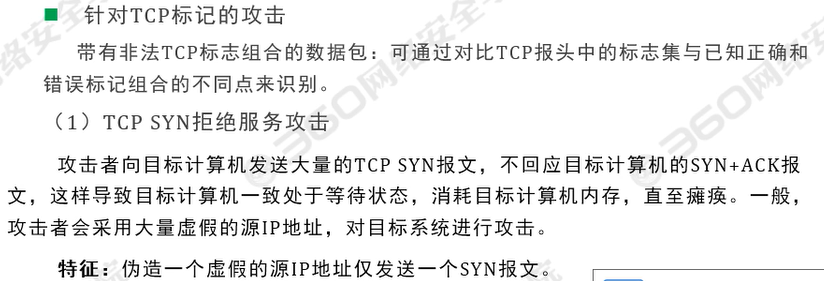 ■ 针对TCP标记的攻击
带有非法TCP标志组合的数据包：可通过对比TCP报头中的标志集与已知正确和
错误标记组合的不同点来识别。
（1）TCP SYN拒绝服务攻击
攻击者向目标计算机发送大量的TCP SYN报文，不回应目标计算机的SYN+ACK报
文，这样导致目标计算机一致处于等待状态，消耗目标计算机内存，直至瘫痪。一般，
攻击者会采用大量虚假的源IP地址，对目标系统进行攻击。
特征：伪造一个虚假的源IP地址仅发送一个SYN报文。
360网络安全